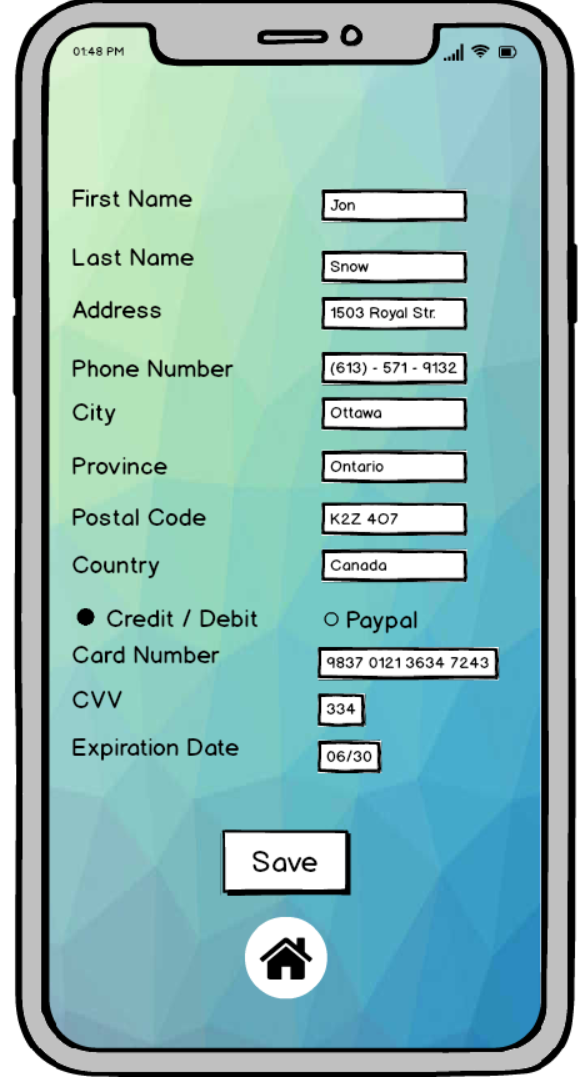 01:48 PM
First Name Jon
Last Name Snow
Address 1503 Royal Str.
Phone Number (613) - 571 - 9132
City Ottawa
Province Ontario
Postal Code K2Z 4O7
Country Canada
Credit / Debit Paypal
Card Number 9837 0121 3634 7243
CVV 334
Expiration Date 06/30
Save